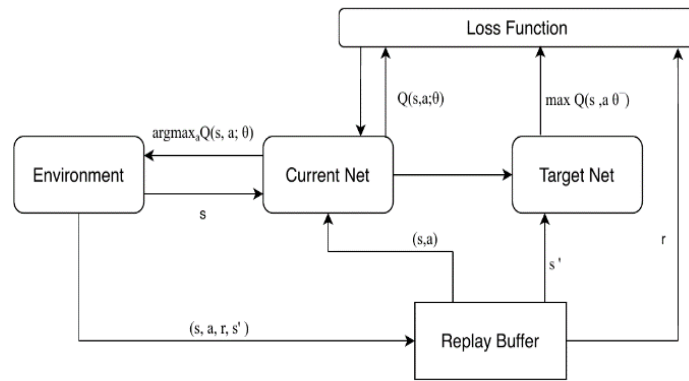 Loss Function
Q(s,a;θ)
max Q(s ,a θ⁻)
argmaxₐQ(s, a; θ)
Environment
Current Net
Target Net
s
(s,a)
s '
r
(s, a, r, s' )
Replay Buffer